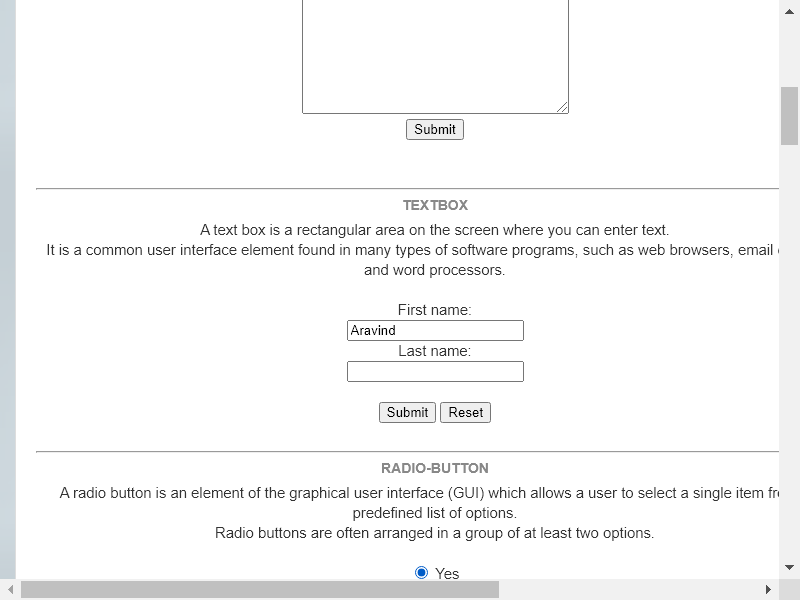 Submit
TEXTBOX
A text box is a rectangular area on the screen where you can enter text.
It is a common user interface element found in many types of software programs, such as web browsers, email
and word processors.
First name:
Aravind
Last name:
Submit Reset
RADIO-BUTTON
A radio button is an element of the graphical user interface (GUI) which allows a user to select a single item
predefined list of options.
Radio buttons are often arranged in a group of at least two options.
Yes